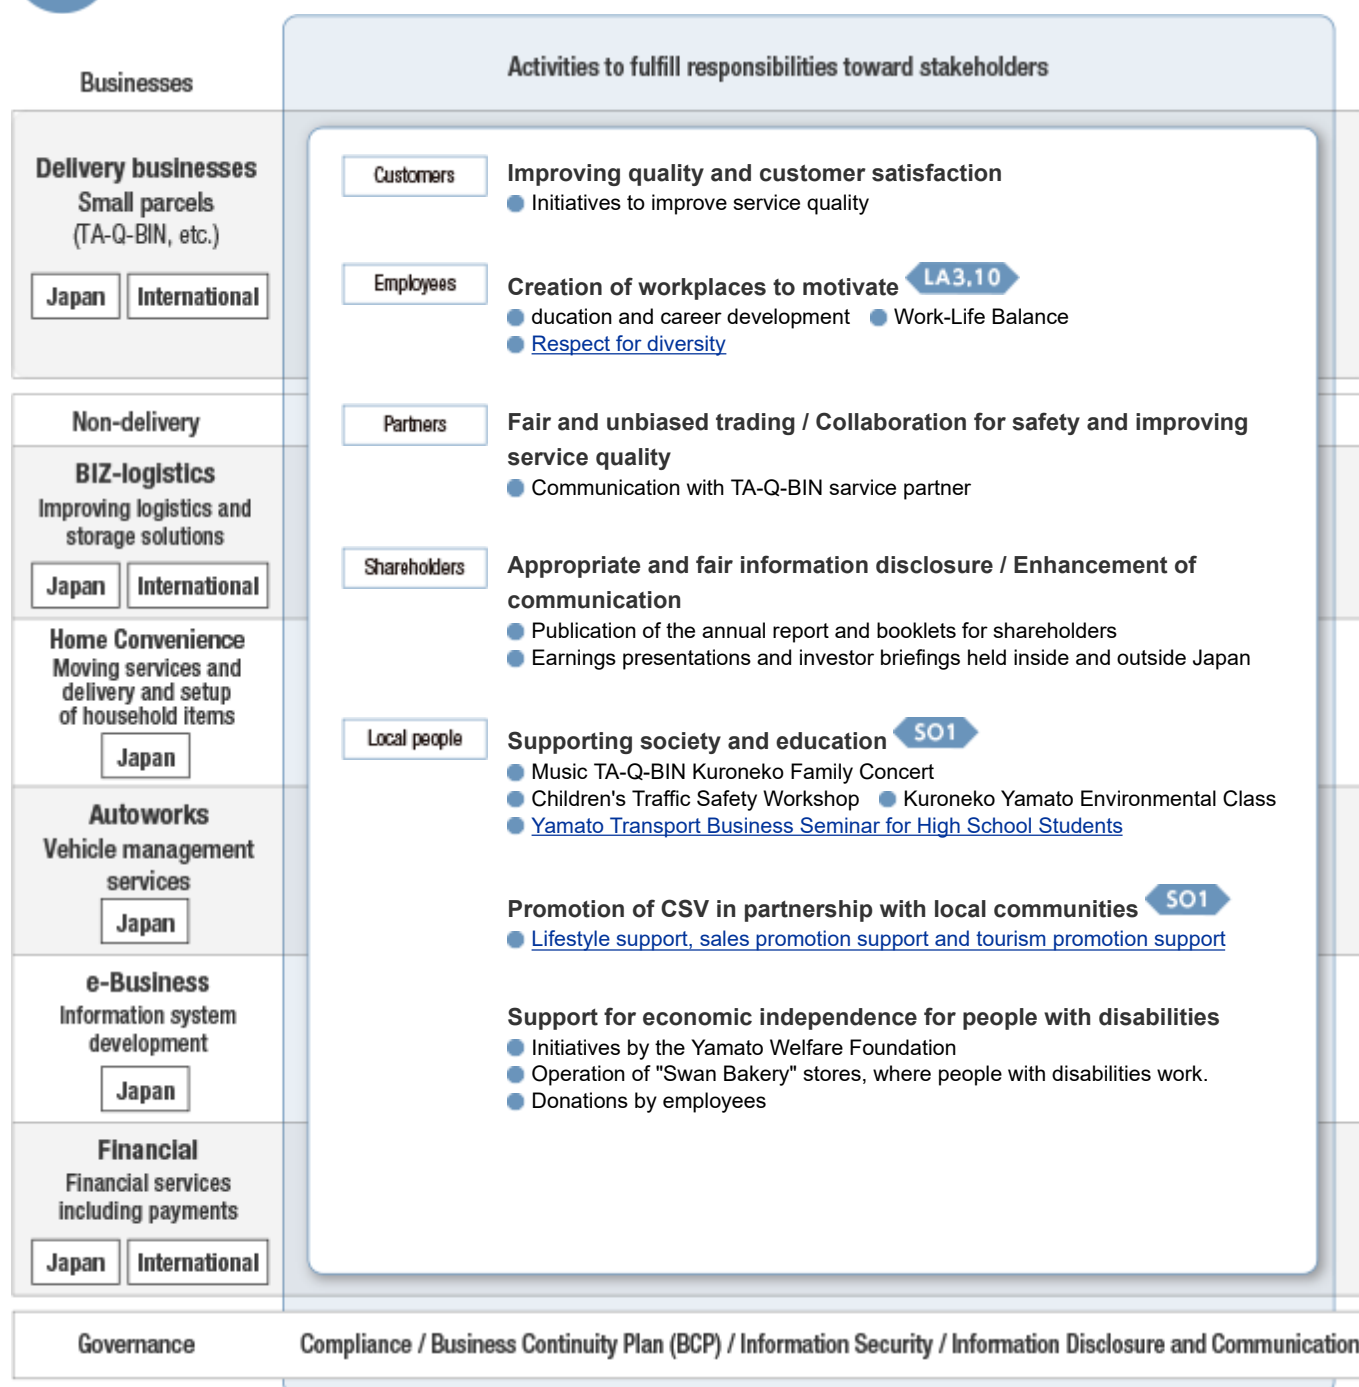 Businesses
Activities to fulfill responsibilities toward stakeholders
Delivery businesses
Small parcels
(TA-Q-BIN, etc.)
Japan International
Non-delivery
BIZ-logistics
Improving logistics and
storage solutions
Japan International
Home Convenience
Moving services and
delivery and setup
of household items
Japan
Autoworks
Vehicle management
services
Japan
e-Business
Information system
development
Japan
Financial
Financial services
including payments
Japan International
Customers
Improving quality and customer satisfaction
Initiatives to improve service quality
Employees
Creation of workplaces to motivate LA3,10
ducation and career development Work-Life Balance
Respect for diversity
Partners
Fair and unbiased trading / Collaboration for safety and improving
service quality
Communication with TA-Q-BIN sarvice partner
Shareholders
Appropriate and fair information disclosure / Enhancement of
communication
Publication of the annual report and booklets for shareholders
Earnings presentations and investor briefings held inside and outside Japan
Local people
Supporting society and education SO1
Music TA-Q-BIN Kuroneko Family Concert
Children's Traffic Safety Workshop Kuroneko Yamato Environmental Class
Yamato Transport Business Seminar for High School Students
Promotion of CSV in partnership with local communities SO1
Lifestyle support, sales promotion support and tourism promotion support
Support for economic independence for people with disabilities
Initiatives by the Yamato Welfare Foundation
Operation of "Swan Bakery" stores, where people with disabilities work.
Donations by employees
Governance
Compliance / Business Continuity Plan (BCP) / Information Security / Information Disclosure and Communication